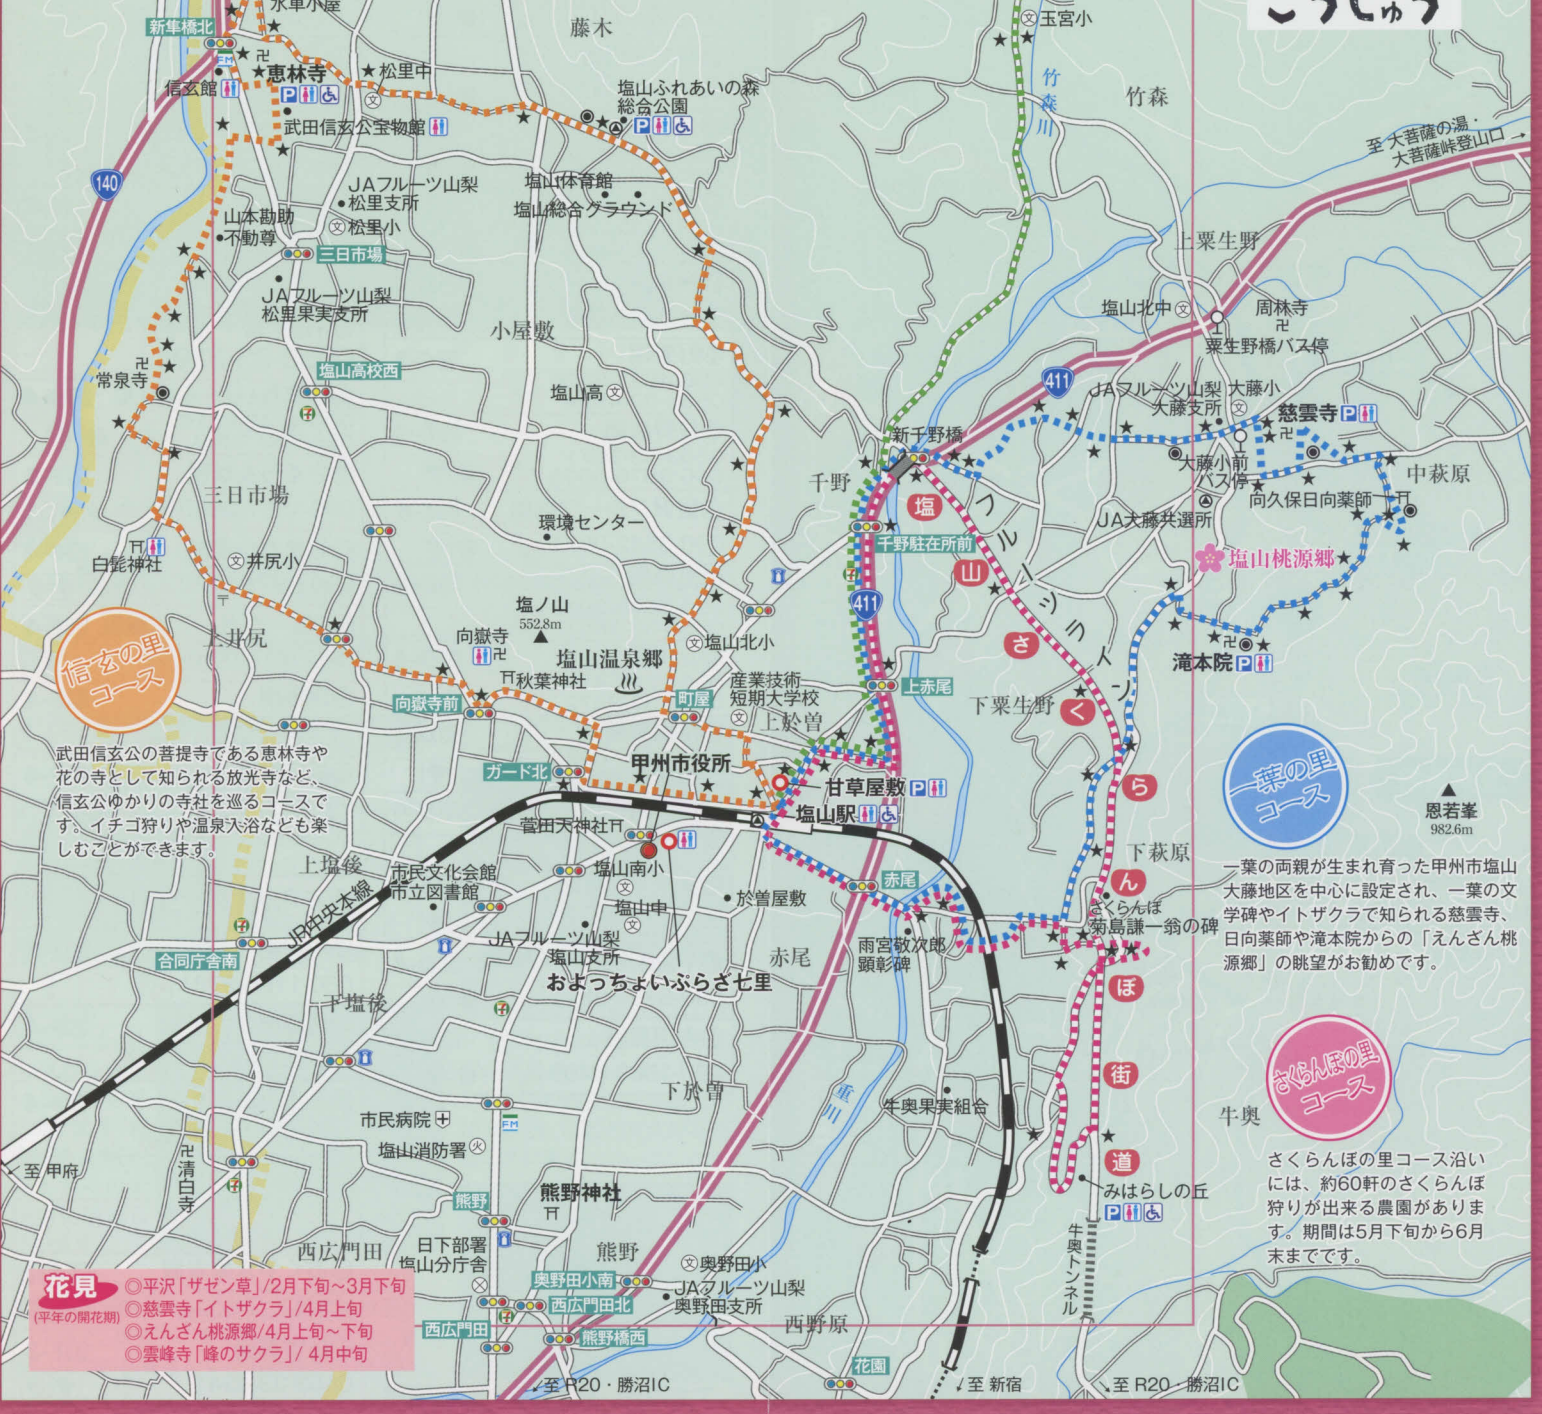 こうしゅう
水車小屋
新隼橋北
藤木
玉宮小
FM
恵林寺
松里中
信玄館
P
武田信玄公宝物館
塩山ふれあいの森
総合公園
P
竹森川
竹森
至 大菩薩の湯・
大菩薩峠登山口→
140
JAフルーツ山梨
松里支所
塩山体育館
塩山総合グラウンド
山本勘助
不動尊
松里小
三日市場
上粟生野
JAフルーツ山梨
松里果実支所
小屋敷
塩山北中
周林寺
粟生野橋バス停
塩山高校西
常泉寺
塩山高
411
JAフルーツ山梨
大藤支所
大藤小
慈雲寺 P
新千野橋
大藤小前
バス停
中萩原
三日市場
千野
向久保日向薬師
JA大藤共選所
環境センター
千野駐在所前
塩山桃源郷
白髭神社
井尻小
塩ノ山
552.8m
411
塩山北小
フルーツライン
塩山さくらんぼ街道
信玄の里
コース
上井尻
向嶽寺
塩山温泉郷
秋葉神社
滝本院 P
向嶽寺前
町屋
産業技術
短期大学校
上於曽
上赤尾
下粟生野
武田信玄公の菩提寺である恵林寺や
花の寺として知られる放光寺など、
信玄公ゆかりの寺社を巡るコースで
す。イチゴ狩りや温泉入浴なども楽
しむことができます。
ガード北
甲州市役所
甘草屋敷 P
塩山駅
一葉の里
コース
恩若峯
982.6m
菅田天神社
上塩後
市民文化会館
市立図書館
塩山南小
塩山中
於曽屋敷
赤尾
下萩原
一葉の両親が生まれ育った甲州市塩山
大藤地区を中心に設定され、一葉の文
学碑やイトザクラで知られる慈雲寺、
日向薬師や滝本院からの「えんざん桃
源郷」の眺望がお勧めです。
さくらんぼ
菊島謙一翁の碑
JR中央本線
合同庁舎南
JAフルーツ山梨
塩山支所
雨宮敬次郎
顕彰碑
赤尾
およっちょいぷらざ七里
下塩後
下於曽
重川
牛奥果実組合
牛奥
さくらんぼの里
コース
市民病院
FM
塩山消防署
至 甲府
清白寺
さくらんぼの里コース沿い
には、約60軒のさくらんぼ
狩りが出来る農園がありま
す。期間は5月下旬から6月
末までです。
みはらしの丘
P
熊野
熊野神社
牛奥トンネル
西広門田
日下部署
塩山分庁舎
熊野
奥野田小
奥野田小南
JAフルーツ山梨
奥野田支所
西広門田北
西広門田
熊野橋西
西野原
花園
花見
(平年の開花期)
◎平沢「ザゼン草」/2月下旬〜3月下旬
◎慈雲寺「イトザクラ」/4月上旬
◎えんざん桃源郷/4月上旬〜下旬
◎雲峰寺「峰のサクラ」/ 4月中旬
至 R20・勝沼IC
至 新宿
至 R20・勝沼IC